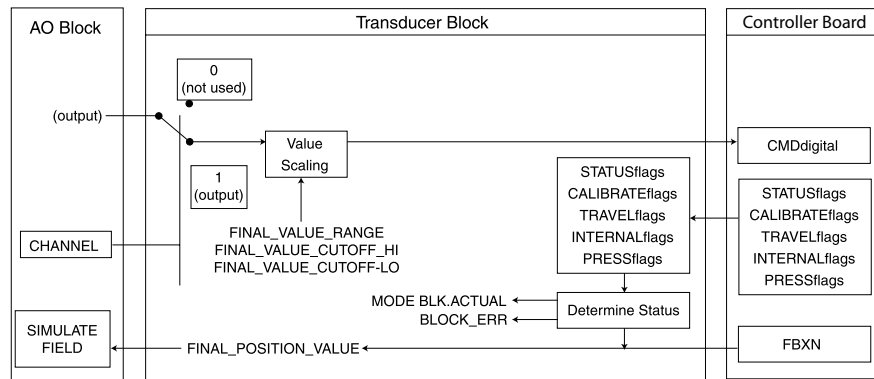 AO Block
Transducer Block
Controller Board
0
(not used)
(output)
Value
Scaling
CMDdigital
1
(output)
STATUSflags
CALIBRATEflags
TRAVELflags
INTERNALflags
PRESSflags
STATUSflags
CALIBRATEflags
TRAVELflags
INTERNALflags
PRESSflags
FINAL_VALUE_RANGE
FINAL_VALUE_CUTOFF_HI
FINAL_VALUE_CUTOFF-LO
CHANNEL
MODE BLK.ACTUAL
BLOCK_ERR
Determine Status
SIMULATE
FIELD
FINAL_POSITION_VALUE
FBXN